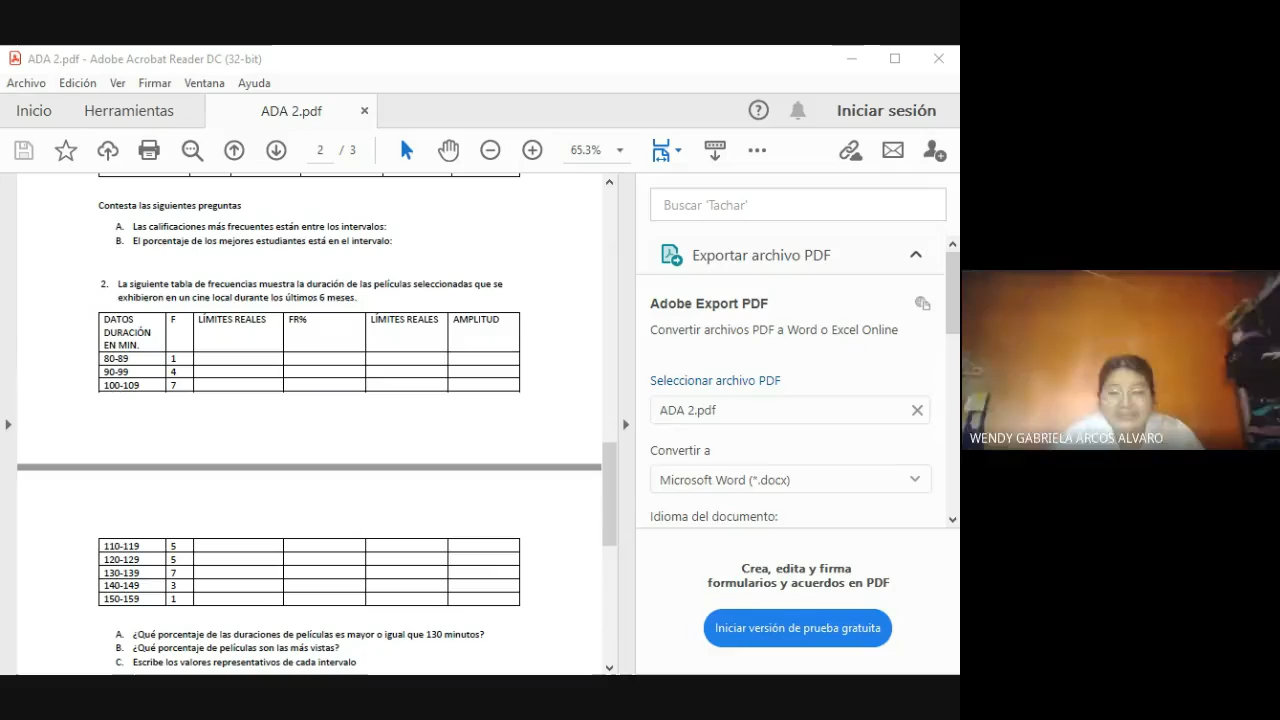 ADA 2.pdf - Adobe Acrobat Reader DC (32-bit)
Archivo Edición Ver Firmar Ventana Ayuda
Inicio Herramientas ADA 2.pdf × Iniciar sesión
2 / 3 65.3%
Contesta las siguientes preguntas
A. Las calificaciones más frecuentes están entre los intervalos:
B. El porcentaje de los mejores estudiantes está en el intervalo:
2. La siguiente tabla de frecuencias muestra la duración de las películas seleccionadas que se
exhibieron en un cine local durante los últimos 6 meses.
DATOS F LÍMITES REALES FR% LÍMITES REALES AMPLITUD
DURACIÓN
EN MIN.
80-89 1
90-99 4
100-109 7
110-119 5
120-129 5
130-139 7
140-149 3
150-159 1
A. ¿Qué porcentaje de las duraciones de películas es mayor o igual que 130 minutos?
B. ¿Qué porcentaje de películas son las más vistas?
C. Escribe los valores representativos de cada intervalo
Buscar 'Tachar'
Exportar archivo PDF
Adobe Export PDF
Convertir archivos PDF a Word o Excel Online
Seleccionar archivo PDF
ADA 2.pdf
Convertir a
Microsoft Word (*.docx)
Idioma del documento:
Crea, edita y firma
formularios y acuerdos en PDF
Iniciar versión de prueba gratuita
WENDY GABRIELA ARCOS ALVARO